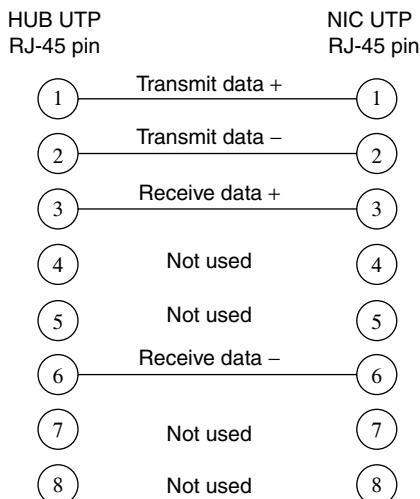 HUB UTP NIC UTP
RJ-45 pin RJ-45 pin
1 Transmit data + 1
2 Transmit data − 2
3 Receive data + 3
4 Not used 4
5 Not used 5
6 Receive data − 6
7 Not used 7
8 Not used 8